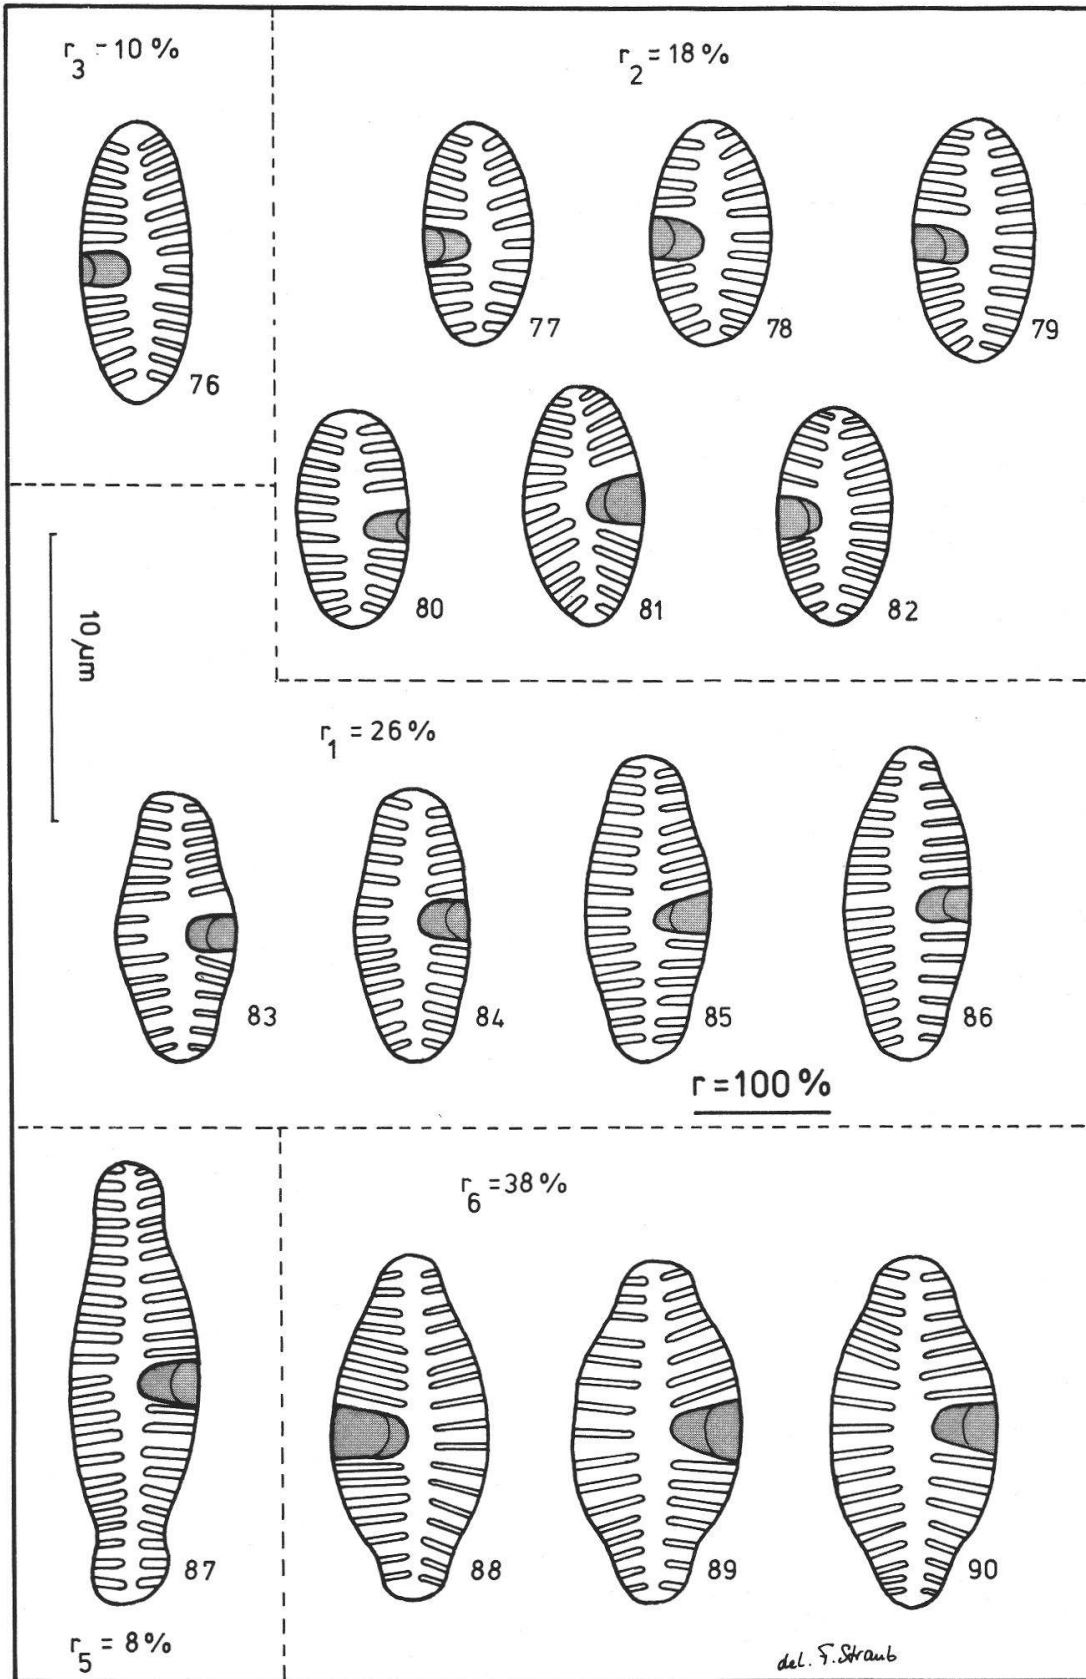 r3 = 10 %
r2 = 18 %
76
77
78
79
80
81
82
10 µm
r1 = 26 %
83
84
85
86
r = 100 %
r6 = 38 %
87
88
89
90
r5 = 8 %
del. F. Straub